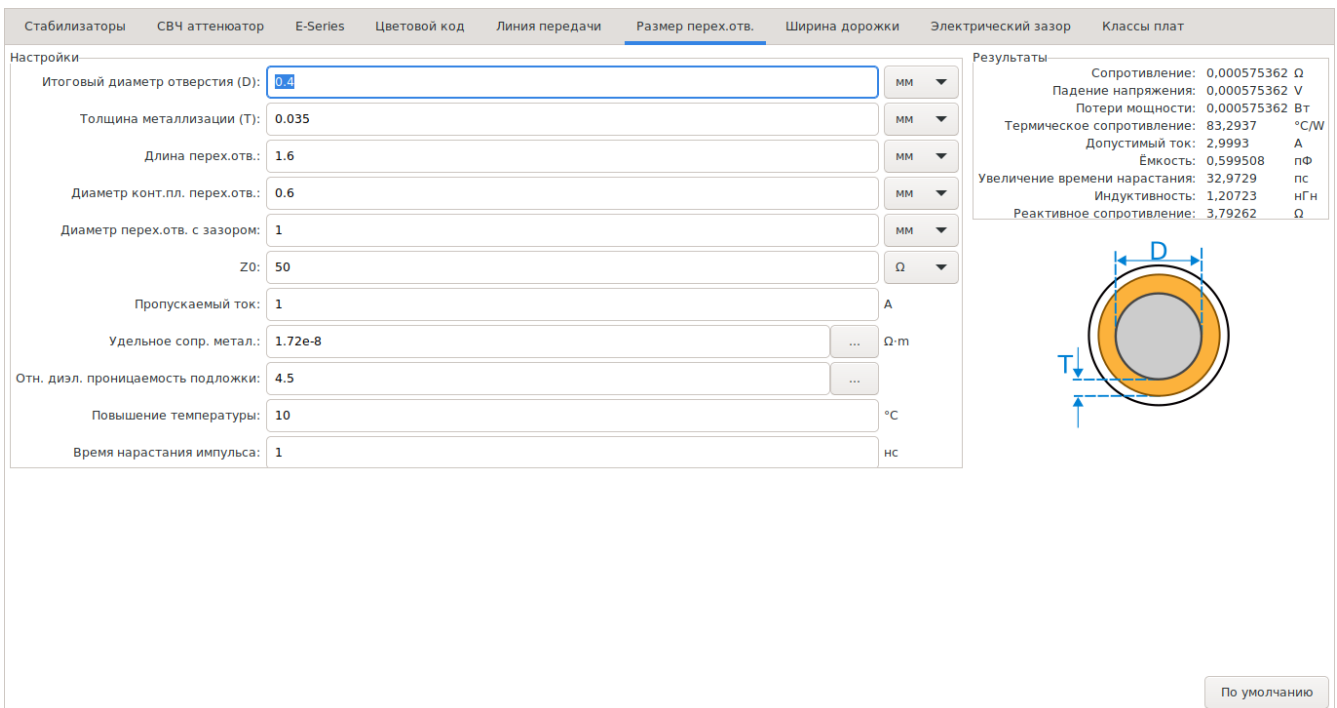 Стабилизаторы СВЧ аттенюатор E-Series Цветовой код Линия передачи Размер перех.отв. Ширина дорожки Электрический зазор Классы плат
Настройки
Итоговый диаметр отверстия (D): 0.4 мм
Толщина металлизации (T): 0.035 мм
Длина перех.отв.: 1.6 мм
Диаметр конт.пл. перех.отв.: 0.6 мм
Диаметр перех.отв. с зазором: 1 мм
Z0: 50 Ω
Пропускаемый ток: 1 A
Удельное сопр. метал.: 1.72e-8 ... Ω·m
Отн. диэл. проницаемость подложки: 4.5 ...
Повышение температуры: 10 °C
Время нарастания импульса: 1 нс
Результаты
Сопротивление: 0,000575362 Ω
Падение напряжения: 0,000575362 V
Потери мощности: 0,000575362 Вт
Термическое сопротивление: 83,2937 °C/W
Допустимый ток: 2,9993 A
Ёмкость: 0,599508 пФ
Увеличение времени нарастания: 32,9729 пс
Индуктивность: 1,20723 нГн
Реактивное сопротивление: 3,79262 Ω
D
T
По умолчанию